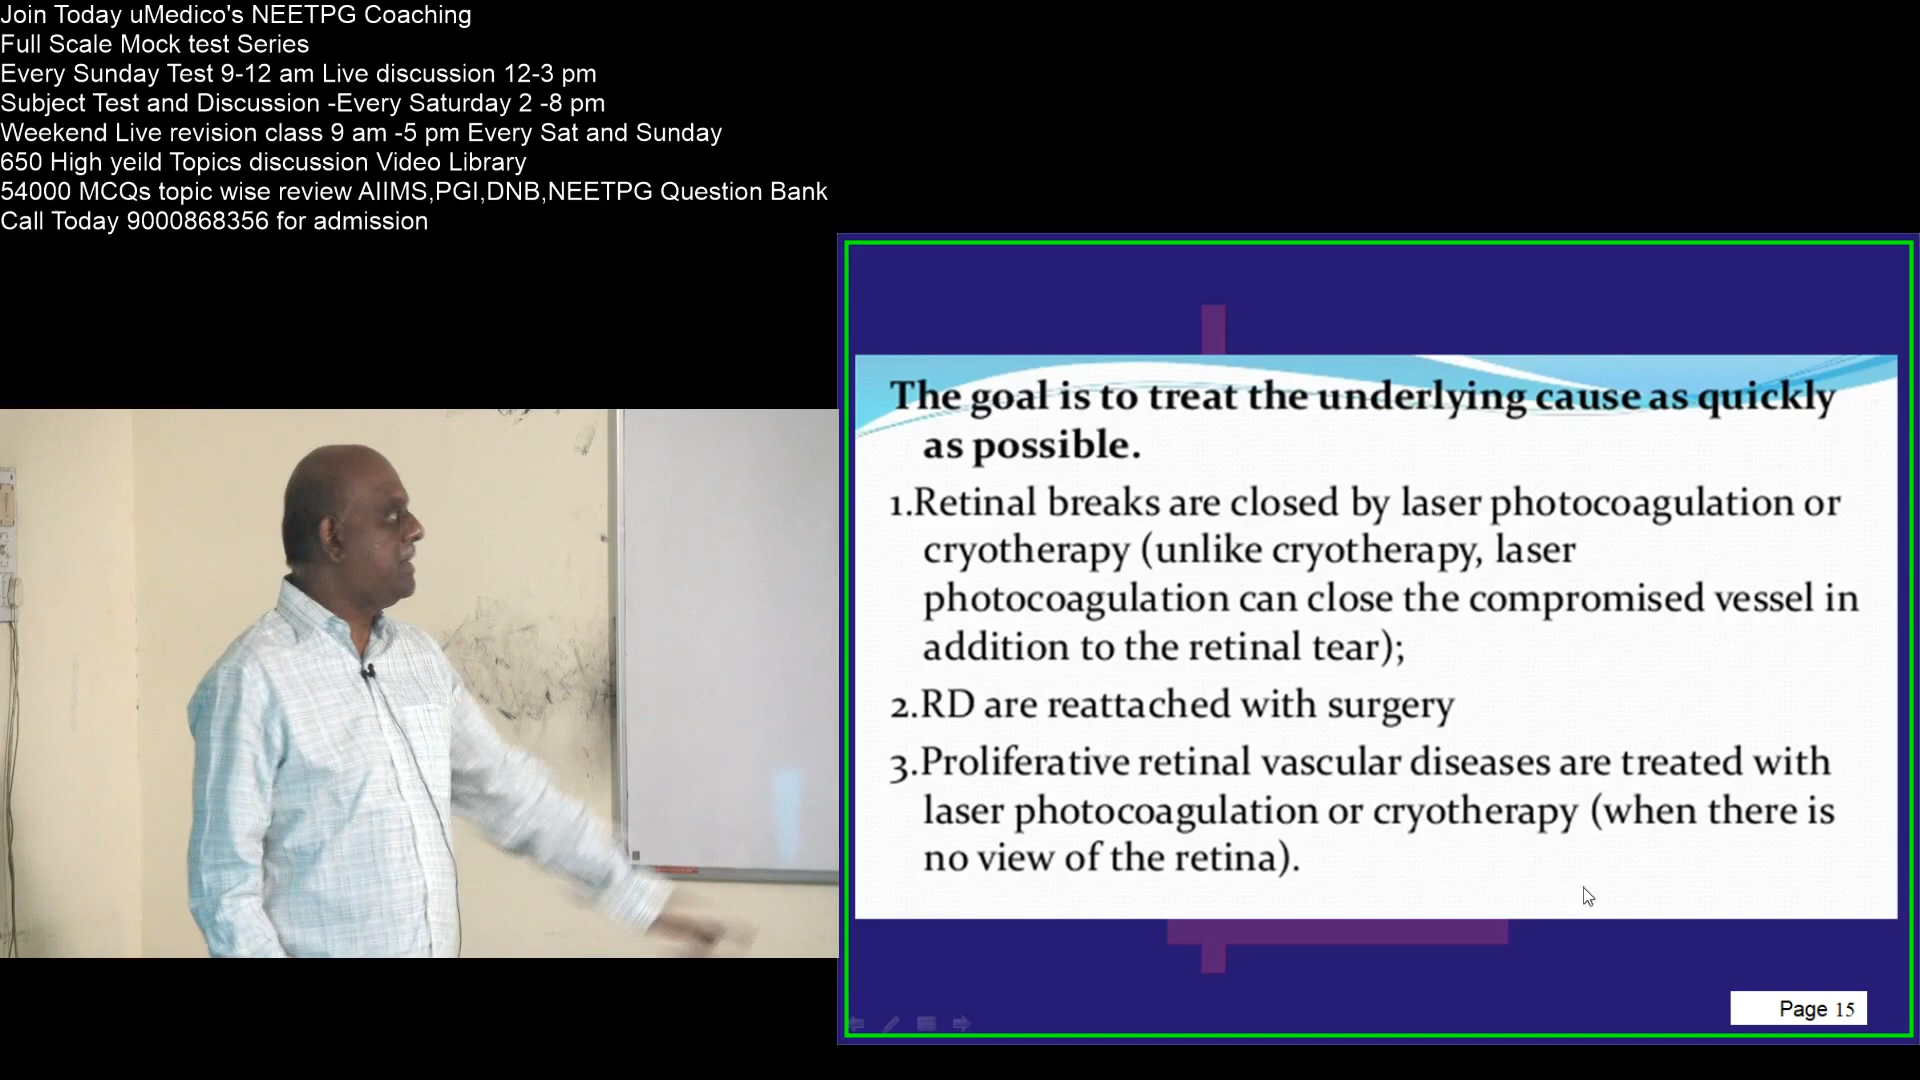 Join Today uMedico's NEETPG Coaching
Full Scale Mock test Series
Every Sunday Test 9-12 am Live discussion 12-3 pm
Subject Test and Discussion -Every Saturday 2 -8 pm
Weekend Live revision class 9 am -5 pm Every Sat and Sunday
650 High yeild Topics discussion Video Library
54000 MCQs topic wise review AIIMS,PGI,DNB,NEETPG Question Bank
Call Today 9000868356 for admission
The goal is to treat the underlying cause as quickly
as possible.
1.Retinal breaks are closed by laser photocoagulation or
cryotherapy (unlike cryotherapy, laser
photocoagulation can close the compromised vessel in
addition to the retinal tear);
2.RD are reattached with surgery
3.Proliferative retinal vascular diseases are treated with
laser photocoagulation or cryotherapy (when there is
no view of the retina).
Page 15